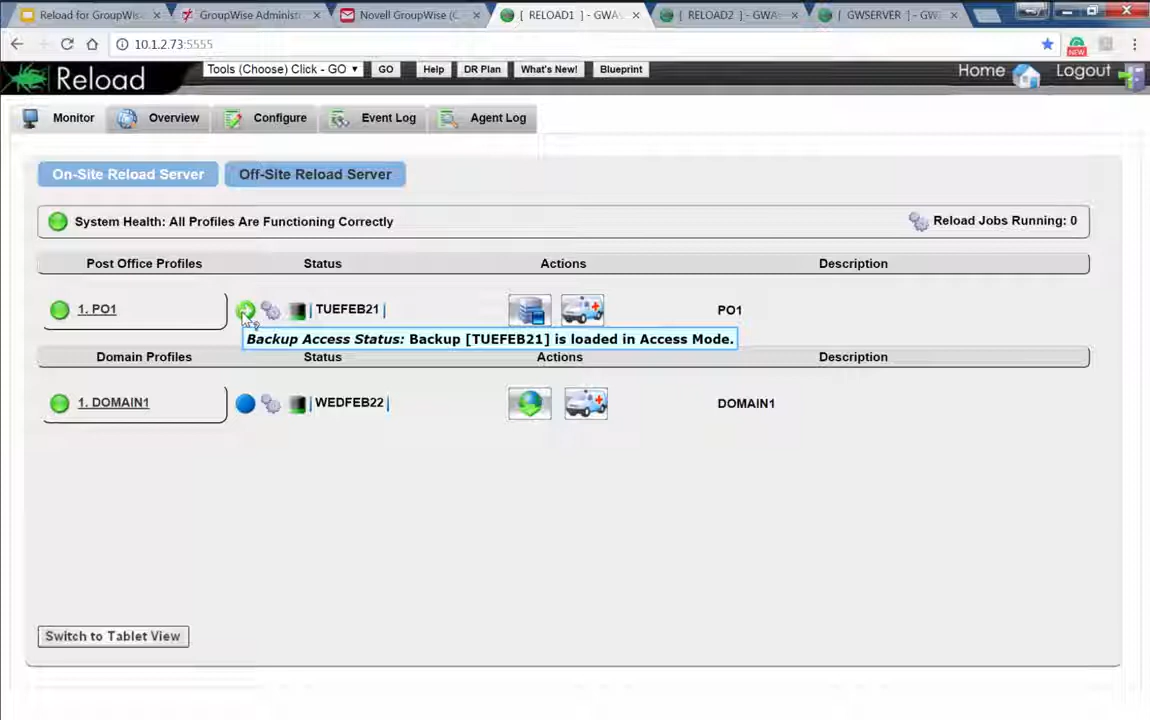 Reload for GroupWise
GroupWise Administ
Novell GroupWise (C
[ RELOAD1 ] - GWA
[ RELOAD2 ] - GWA
[ GWSERVER ] - GW
10.1.2.73:5555
NEW
Reload
Tools (Choose) Click - GO
GO
Help
DR Plan
What's New!
Blueprint
Home
Logout
Monitor
Overview
Configure
Event Log
Agent Log
On-Site Reload Server
Off-Site Reload Server
System Health: All Profiles Are Functioning Correctly
Reload Jobs Running: 0
Post Office Profiles
Status
Actions
Description
1. PO1
TUEFEB21
PO1
Backup Access Status: Backup [TUEFEB21] is loaded in Access Mode.
Domain Profiles
Status
Actions
Description
1. DOMAIN1
WEDFEB22
DOMAIN1
Switch to Tablet View